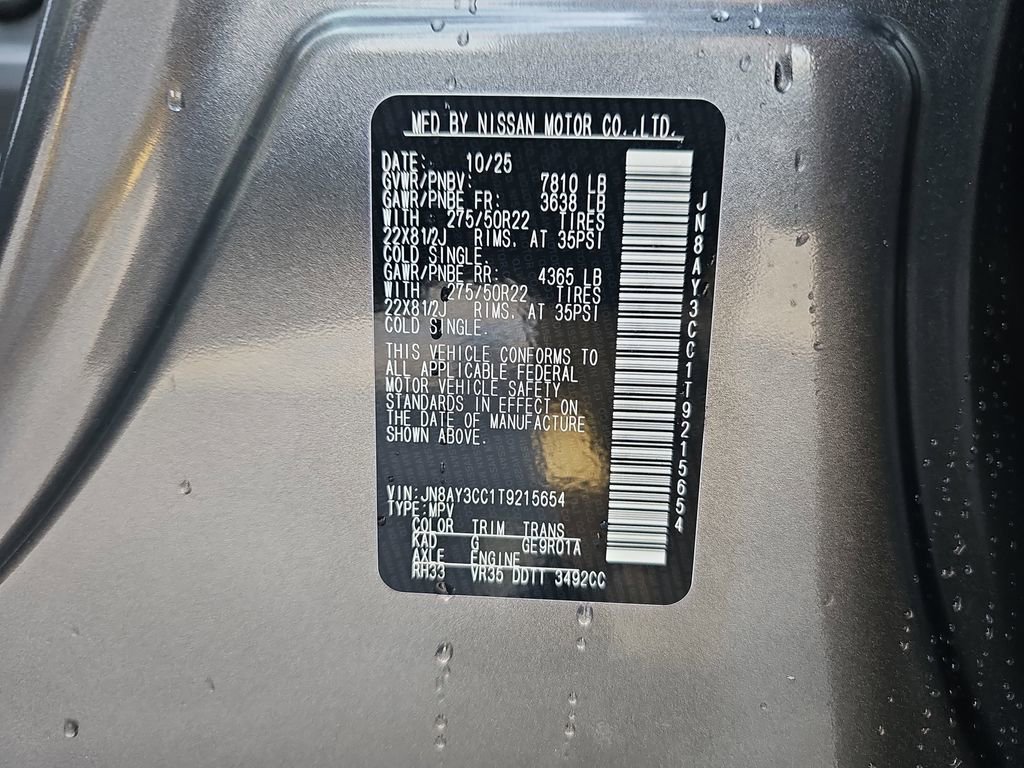 MFD BY NISSAN MOTOR CO.,LTD.
DATE: 10/25
GVWR/PNBV: 7810 LB
GAWR/PNBE FR: 3638 LB
WITH 275/50R22 TIRES
22X81/2J RIMS. AT 35PSI
COLD SINGLE.
GAWR/PNBE RR: 4365 LB
WITH 275/50R22 TIRES
22X81/2J RIMS. AT 35PSI
COLD SINGLE.
THIS VEHICLE CONFORMS TO
ALL APPLICABLE FEDERAL
MOTOR VEHICLE SAFETY
STANDARDS IN EFFECT ON
THE DATE OF MANUFACTURE
SHOWN ABOVE.
VIN:JN8AY3CC1T9215654
TYPE:MPV
COLOR TRIM TRANS
KAD G GE9R01A
AXLE ENGINE
RH33 VR35 DDTT 3492CC
JN8AY3CC1T9215654